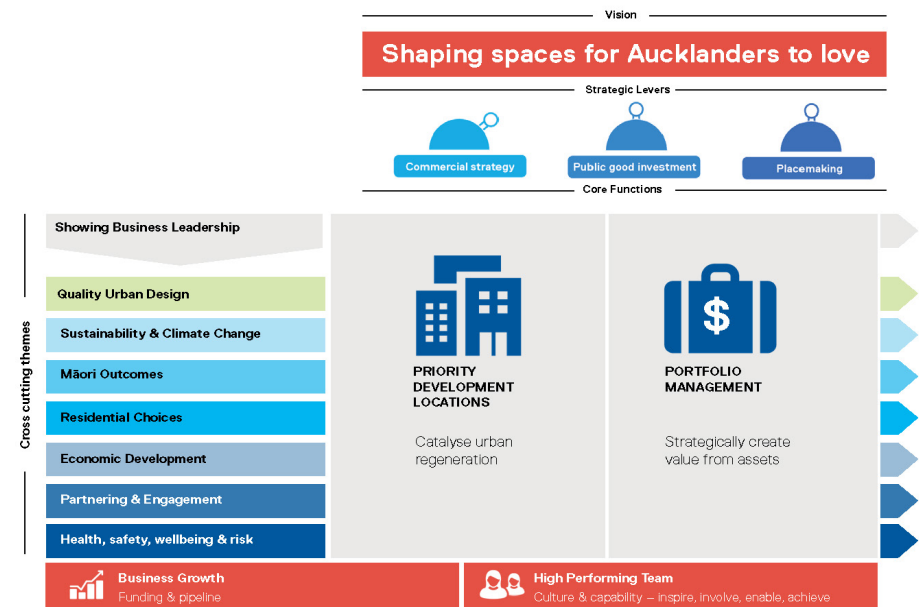 Vision
Shaping spaces for Aucklanders to love
Strategic Levers
Commercial strategy
Public good investment
Placemaking
Core Functions
Cross cutting themes
Showing Business Leadership
Quality Urban Design
Sustainability & Climate Change
Māori Outcomes
Residential Choices
Economic Development
Partnering & Engagement
Health, safety, wellbeing & risk
PRIORITY
DEVELOPMENT
LOCATIONS
Catalyse urban
regeneration
$
PORTFOLIO
MANAGEMENT
Strategically create
value from assets
Business Growth
Funding & pipeline
High Performing Team
Culture & capability – inspire, involve, enable, achieve